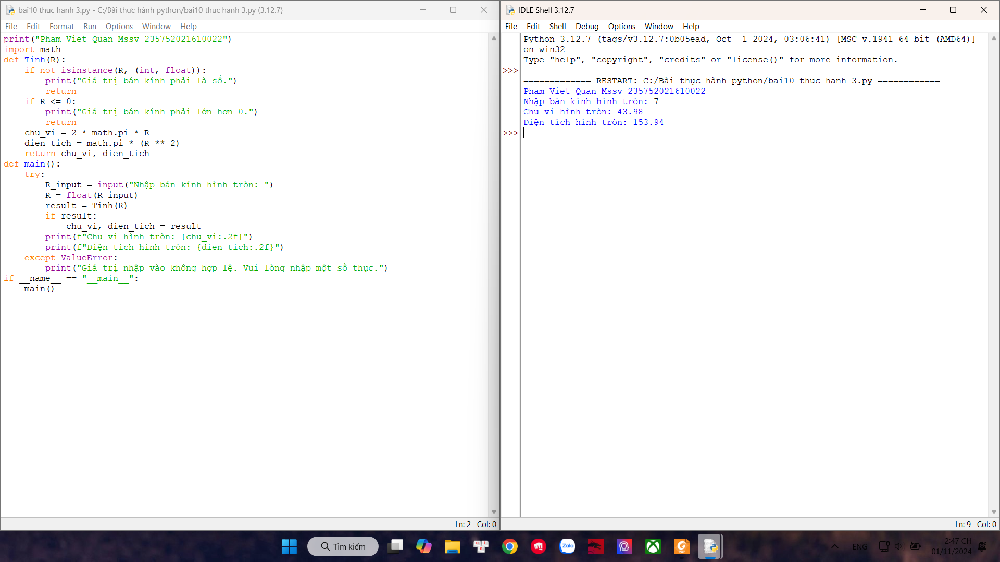 bai10 thuc hanh 3.py - C:/Bài thực hành python/bai10 thuc hanh 3.py (3.12.7)
File Edit Format Run Options Window Help
print("Pham Viet Quan Mssv 235752021610022")
import math
def Tinh(R):
    if not isinstance(R, (int, float)):
        print("Giá trị bán kính phải là số.")
        return
    if R <= 0:
        print("Giá trị bán kính phải lớn hơn 0.")
        return
    chu_vi = 2 * math.pi * R
    dien_tich = math.pi * (R ** 2)
    return chu_vi, dien_tich
def main():
    try:
        R_input = input("Nhập bán kính hình tròn: ")
        R = float(R_input)
        result = Tinh(R)
        if result:
            chu_vi, dien_tich = result
        print(f"Chu vi hình tròn: {chu_vi:.2f}")
        print(f"Diện tích hình tròn: {dien_tich:.2f}")
    except ValueError:
        print("Giá trị nhập vào không hợp lệ. Vui lòng nhập một số thực.")
if __name__ == "__main__":
    main()
Ln: 2 Col: 0
IDLE Shell 3.12.7
File Edit Shell Debug Options Window Help
Python 3.12.7 (tags/v3.12.7:0b05ead, Oct  1 2024, 03:06:41) [MSC v.1941 64 bit (AMD64)]
on win32
Type "help", "copyright", "credits" or "license()" for more information.
>>>
============= RESTART: C:/Bài thực hành python/bai10 thuc hanh 3.py ============
Pham Viet Quan Mssv 235752021610022
Nhập bán kính hình tròn: 7
Chu vi hình tròn: 43.98
Diện tích hình tròn: 153.94
>>>
Ln: 9 Col: 0
Tìm kiếm
Zalo
PDF
ENG
2:47 CH
01/11/2024